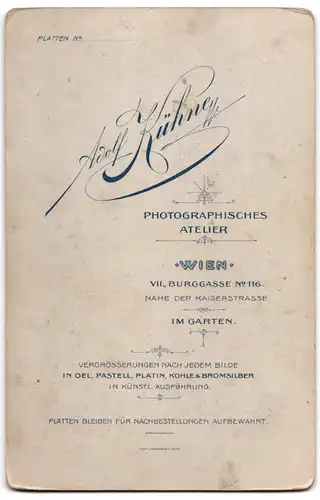 PLATTEN No
Adolf Kühne
PHOTOGRAPHISCHES
ATELIER
WIEN
VII., BURGGASSE No 116.
NAHE DER KAISERSTRASSE
IM GARTEN.
VERGRÖSSERUNGEN NACH JEDEM BILDE
IN OEL, PASTELL, PLATIN, KOHLE & BROMSILBER
IN KÜNSTL. AUSFÜHRUNG.
PLATTEN BLEIBEN FÜR NACHBESTELLUNGEN AUFBEWAHRT.